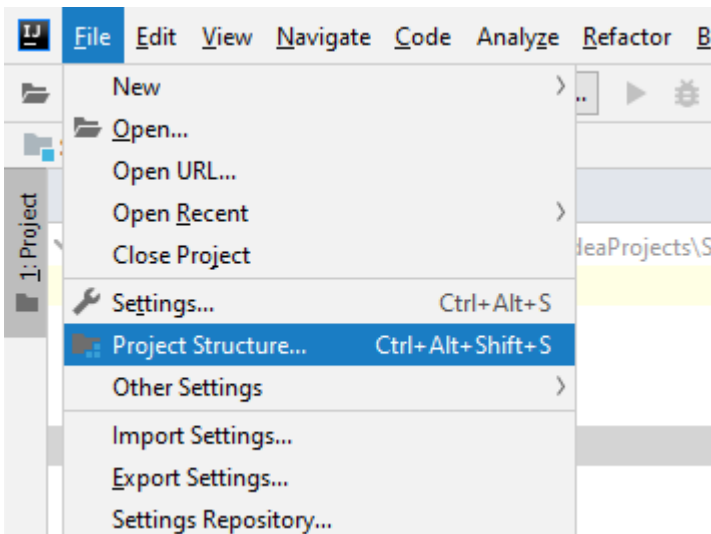 IJ File Edit View Navigate Code Analyze Refactor B
New
Open...
Open URL...
Open Recent
Close Project
Settings... Ctrl+Alt+S
Project Structure... Ctrl+Alt+Shift+S
Other Settings
Import Settings...
Export Settings...
Settings Repository...
1: Project
deaProjects\S
..